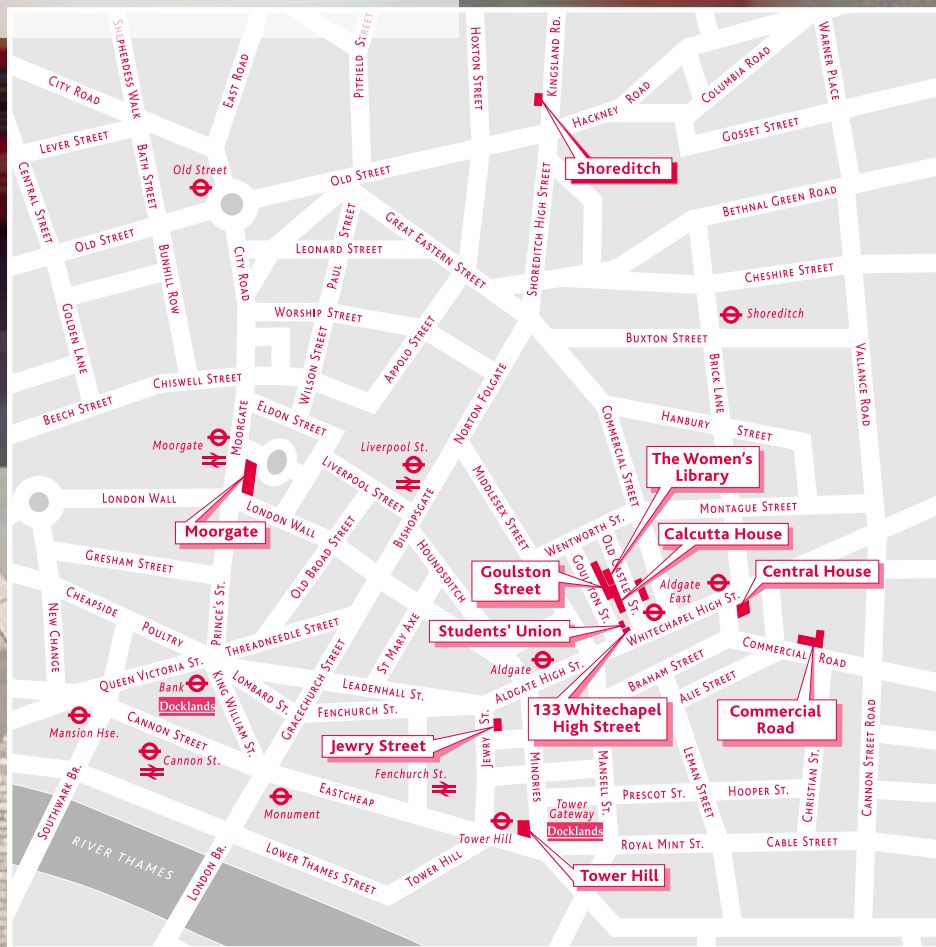 SHEPHERDESS WALK
PITFIELD STREET
HOXTON STREET
KINGSLAND RD.
WARNER PLACE
CITY ROAD
EAST ROAD
HACKNEY ROAD
COLUMBIA ROAD
GOSSET STREET
LEVER STREET
BATH STREET
CENTRAL STREET
Old Street
OLD STREET
Shoreditch
BETHNAL GREEN ROAD
OLD STREET
BUNHILL ROW
CITY ROAD
LEONARD STREET
PAUL STREET
GREAT EASTERN STREET
SHOREDITCH HIGH STREET
CHESHIRE STREET
GOLDEN LANE
WORSHIP STREET
WILSON STREET
APPOLO STREET
Shoreditch
BUXTON STREET
BRICK LANE
VALLANCE ROAD
CHISWELL STREET
BEECH STREET
MOORGATE
ELDON STREET
NORTON FOLGATE
COMMERCIAL STREET
HANBURY STREET
Moorgate
Liverpool St.
LIVERPOOL STREET
BISHOPSGATE
MIDDLESEX STREET
The Women's
Library
MONTAGUE STREET
LONDON WALL
LONDON WALL
Moorgate
OLD BROAD STREET
HOUNDSDITCH
WENTWORTH ST.
OLD CASTLE ST.
GOULSTON ST.
Calcutta House
Goulston
Street
Aldgate
East
Central House
GRESHAM STREET
CHEAPSIDE
POULTRY
PRINCE'S ST.
THREADNEEDLE STREET
NEW CHANGE
Students' Union
WHITECHAPEL HIGH ST.
COMMERCIAL ROAD
QUEEN VICTORIA ST.
Bank
Docklands
KING WILLIAM ST.
LOMBARD ST.
GRACECHURCH STREET
ST MARY AXE
LEADENHALL ST.
FENCHURCH ST.
Aldgate
ALDGATE HIGH ST.
BRAHAM STREET
ALIE STREET
133 Whitechapel
High Street
Commercial
Road
CANNON STREET ROAD
Mansion Hse.
CANNON STREET
Cannon St.
Jewry Street
JEWRY ST.
Fenchurch St.
MINORIES
MANSELL ST.
LEMAN STREET
PRESCOT ST.
HOOPER ST.
CHRISTIAN ST.
SOUTHWARK BR.
Monument
EASTCHEAP
Tower Hill
Tower
Gateway
Docklands
ROYAL MINT ST.
CABLE STREET
RIVER THAMES
LONDON BR.
LOWER THAMES STREET
TOWER HILL
Tower Hill